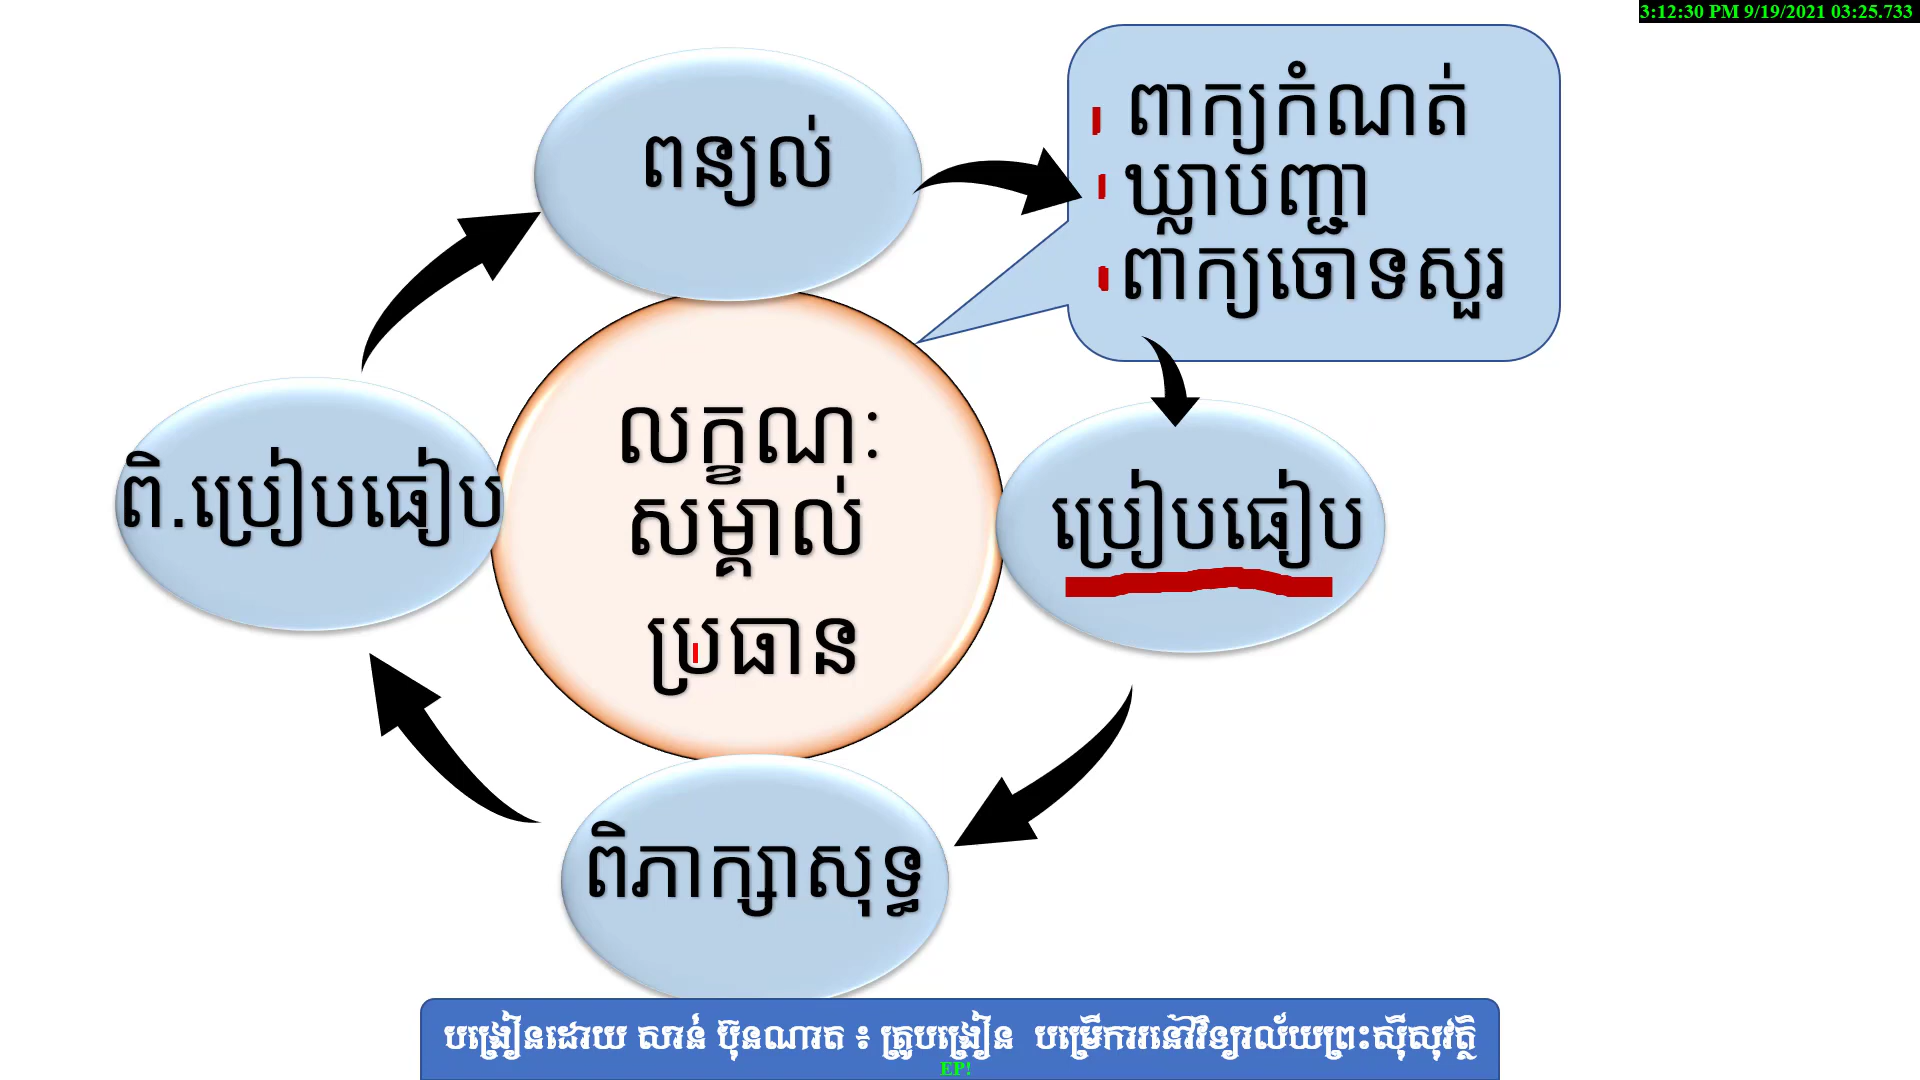 3:12:30 PM 9/19/2021 03:25.733
ពន្យល់
ពាក្យកំណត់
ឃ្លាបញ្ជា
ពាក្យចោទសួរ
ពិ.ប្រៀបធៀប
លក្ខណៈ
សម្គាល់
ប្រធាន
ប្រៀបធៀប
ពិភាក្សាសុទ្ធ
បង្រៀនដោយ សារន់ ប៊ុនណារត ៖ គ្រូបង្រៀន បម្រើការនៅវិទ្យាល័យព្រះស៊ីសុវត្ថិ
EP!